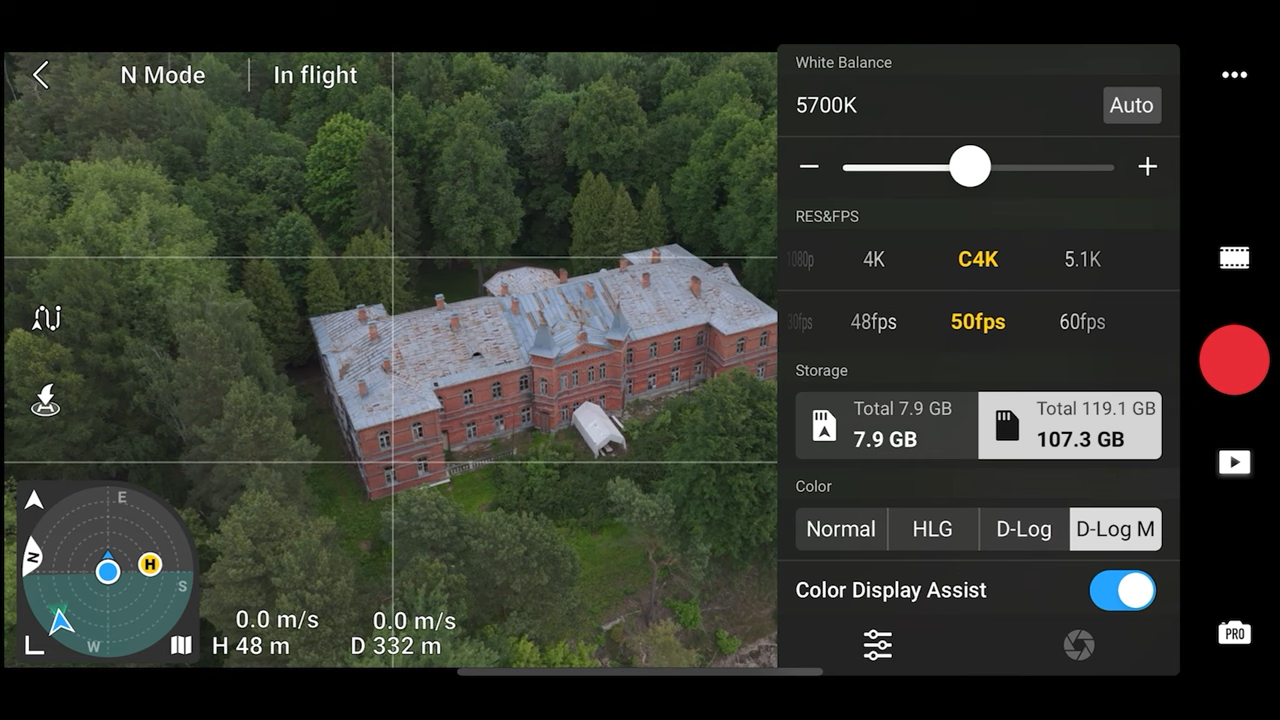 N Mode
In flight
White Balance
5700K
Auto
RES&FPS
1080p 4K C4K 5.1K
30fps 48fps 50fps 60fps
Storage
Total 7.9 GB
7.9 GB
Total 119.1 GB
107.3 GB
Color
Normal HLG D-Log D-Log M
Color Display Assist
E
N
H
S
W
0.0 m/s 0.0 m/s
H 48 m D 332 m
PRO